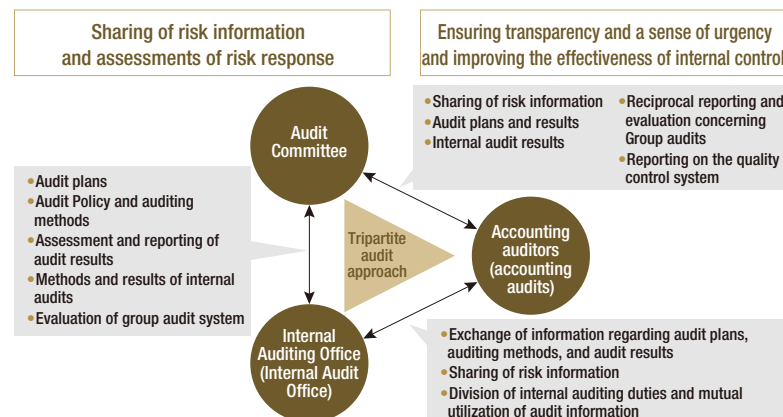 Sharing of risk information
and assessments of risk response
Ensuring transparency and a sense of urgency
and improving the effectiveness of internal control
•Sharing of risk information
•Audit plans and results
•Internal audit results
•Reciprocal reporting and
evaluation concerning
Group audits
•Reporting on the quality
control system
Audit
Committee
•Audit plans
•Audit Policy and auditing
methods
•Assessment and reporting of
audit results
•Methods and results of internal
audits
•Evaluation of group audit system
Tripartite
audit
approach
Accounting
auditors
(accounting
audits)
Internal
Auditing Office
(Internal Audit
Office)
•Exchange of information regarding audit plans,
auditing methods, and audit results
•Sharing of risk information
•Division of internal auditing duties and mutual
utilization of audit information